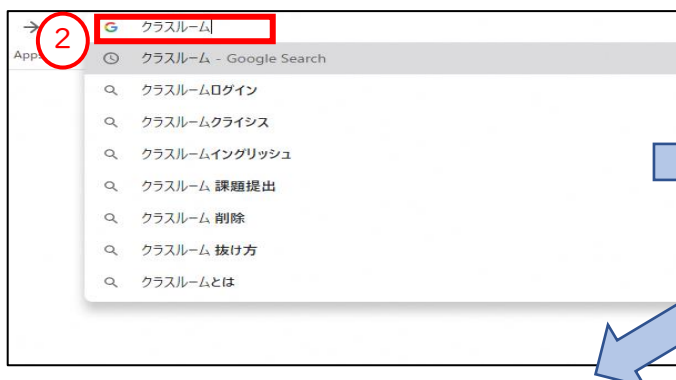 2
クラスルーム
Apps
クラスルーム - Google Search
クラスルームログイン
クラスルームクライシス
クラスルームイングリッシュ
クラスルーム 課題提出
クラスルーム 削除
クラスルーム 抜け方
クラスルームとは